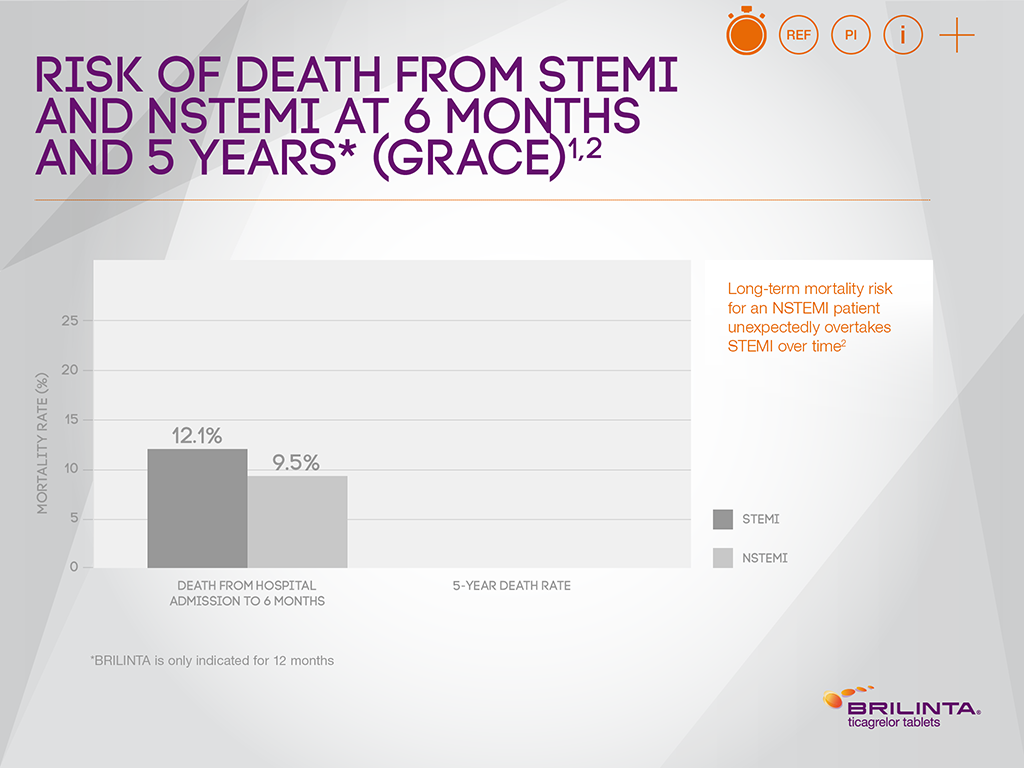 REF PI i
RISK OF DEATH FROM STEMI
AND NSTEMI AT 6 MONTHS
AND 5 YEARS* (GRACE)1,2
Long-term mortality risk
for an NSTEMI patient
unexpectedly overtakes
STEMI over time2
MORTALITY RATE (%)
25
20
15
10
5
0
12.1%
9.5%
STEMI
NSTEMI
DEATH FROM HOSPITAL
ADMISSION TO 6 MONTHS
5-YEAR DEATH RATE
*BRILINTA is only indicated for 12 months
BRILINTA®
ticagrelor tablets